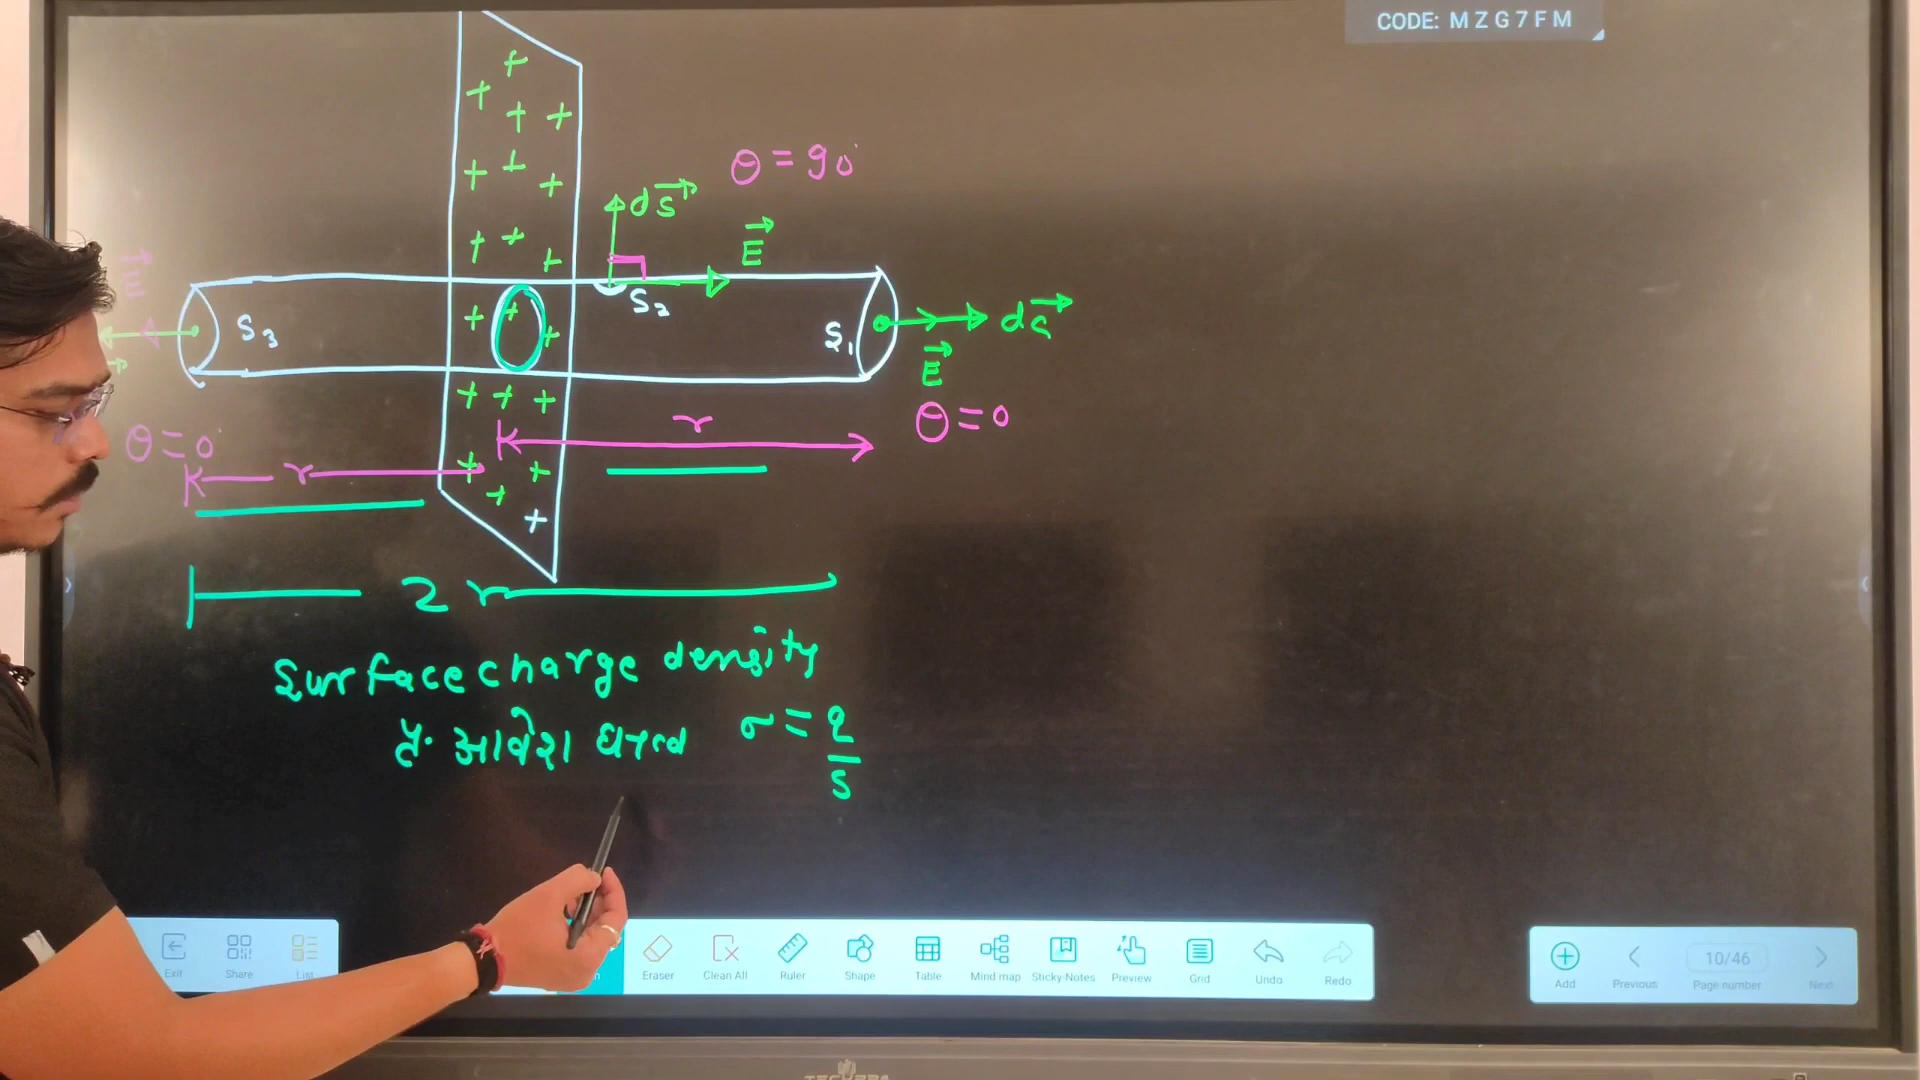 CODE: MZG7FM
+ + + +
+ + +
θ = 90°
ds
+ + +
E
E
S3
S2
S1
ds
+ + +
E
+ + +
r
θ = 0
θ = 0°
r
+ + + +
2r
Surface charge density
पृ. आवेश घनत्व σ = q/s
Exit
Share
List
Eraser
Clean All
Ruler
Shape
Table
Mind map
Sticky-Notes
Preview
Grid
Undo
Redo
Add
Previous
10/46
Page number
Next